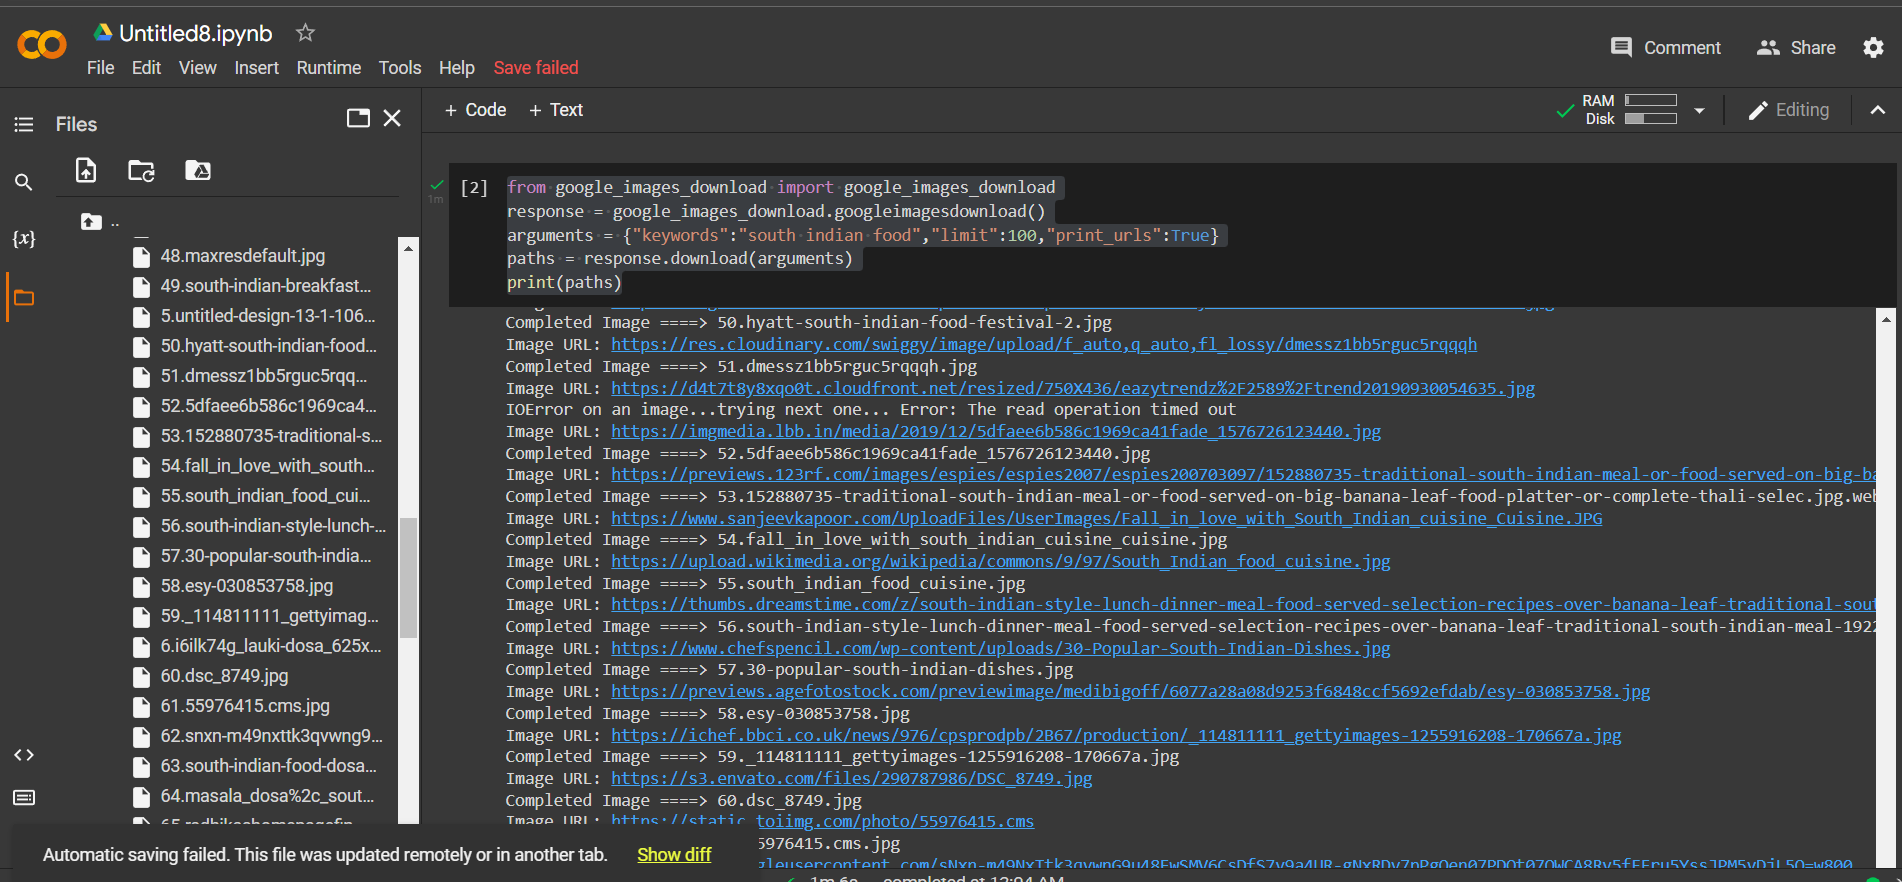 Untitled8.ipynb
File Edit View Insert Runtime Tools Help Save failed
Comment Share
Files
+ Code + Text
RAM
Disk
Editing
..
48.maxresdefault.jpg
49.south-indian-breakfast...
5.untitled-design-13-1-106...
50.hyatt-south-indian-food...
51.dmessz1bb5rguc5rqq...
52.5dfaee6b586c1969ca4...
53.152880735-traditional-s...
54.fall_in_love_with_south...
55.south_indian_food_cui...
56.south-indian-style-lunch-...
57.30-popular-south-india...
58.esy-030853758.jpg
59._114811111_gettyimag...
6.i6ilk74g_lauki-dosa_625x...
60.dsc_8749.jpg
61.55976415.cms.jpg
62.snxn-m49nxttk3qvwng9...
63.south-indian-food-dosa...
64.masala_dosa%2c_sout...
1m
[2]
from google_images_download import google_images_download
response = google_images_download.googleimagesdownload()
arguments = {"keywords":"south indian food","limit":100,"print_urls":True}
paths = response.download(arguments)
print(paths)
Completed Image ====> 50.hyatt-south-indian-food-festival-2.jpg
Image URL: https://res.cloudinary.com/swiggy/image/upload/f_auto,q_auto,fl_lossy/dmessz1bb5rguc5rqqqh
Completed Image ====> 51.dmessz1bb5rguc5rqqqh.jpg
Image URL: https://d4t7t8y8xqo0t.cloudfront.net/resized/750X436/eazytrendz%2F2589%2Ftrend20190930054635.jpg
IOError on an image...trying next one... Error: The read operation timed out
Image URL: https://imgmedia.lbb.in/media/2019/12/5dfaee6b586c1969ca41fade_1576726123440.jpg
Completed Image ====> 52.5dfaee6b586c1969ca41fade_1576726123440.jpg
Image URL: https://previews.123rf.com/images/espies/espies2007/espies200703097/152880735-traditional-south-indian-meal-or-food-served-on-big-ba
Completed Image ====> 53.152880735-traditional-south-indian-meal-or-food-served-on-big-banana-leaf-food-platter-or-complete-thali-selec.jpg.web
Image URL: https://www.sanjeevkapoor.com/UploadFiles/UserImages/Fall_in_love_with_South_Indian_cuisine_Cuisine.JPG
Completed Image ====> 54.fall_in_love_with_south_indian_cuisine_cuisine.jpg
Image URL: https://upload.wikimedia.org/wikipedia/commons/9/97/South_Indian_food_cuisine.jpg
Completed Image ====> 55.south_indian_food_cuisine.jpg
Image URL: https://thumbs.dreamstime.com/z/south-indian-style-lunch-dinner-meal-food-served-selection-recipes-over-banana-leaf-traditional-sout
Completed Image ====> 56.south-indian-style-lunch-dinner-meal-food-served-selection-recipes-over-banana-leaf-traditional-south-indian-meal-1922
Image URL: https://www.chefspencil.com/wp-content/uploads/30-Popular-South-Indian-Dishes.jpg
Completed Image ====> 57.30-popular-south-indian-dishes.jpg
Image URL: https://previews.agefotostock.com/previewimage/medibigoff/6077a28a08d9253f6848ccf5692efdab/esy-030853758.jpg
Completed Image ====> 58.esy-030853758.jpg
Image URL: https://ichef.bbci.co.uk/news/976/cpsprodpb/2B67/production/_114811111_gettyimages-1255916208-170667a.jpg
Completed Image ====> 59._114811111_gettyimages-1255916208-170667a.jpg
Image URL: https://s3.envato.com/files/290787986/DSC_8749.jpg
Completed Image ====> 60.dsc_8749.jpg
Image URL: https://static.toiimg.com/photo/55976415.cms
5976415.cms.jpg
Automatic saving failed. This file was updated remotely or in another tab. Show diff
1m 6s completed at 12:04 AM